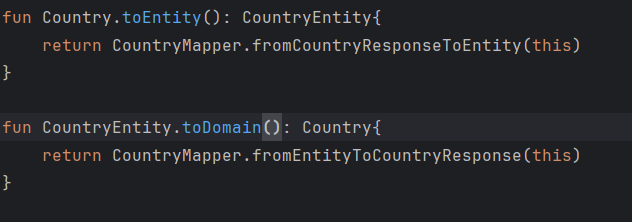 fun Country.toEntity(): CountryEntity{
    return CountryMapper.fromCountryResponseToEntity(this)
}

fun CountryEntity.toDomain(): Country{
    return CountryMapper.fromEntityToCountryResponse(this)
}